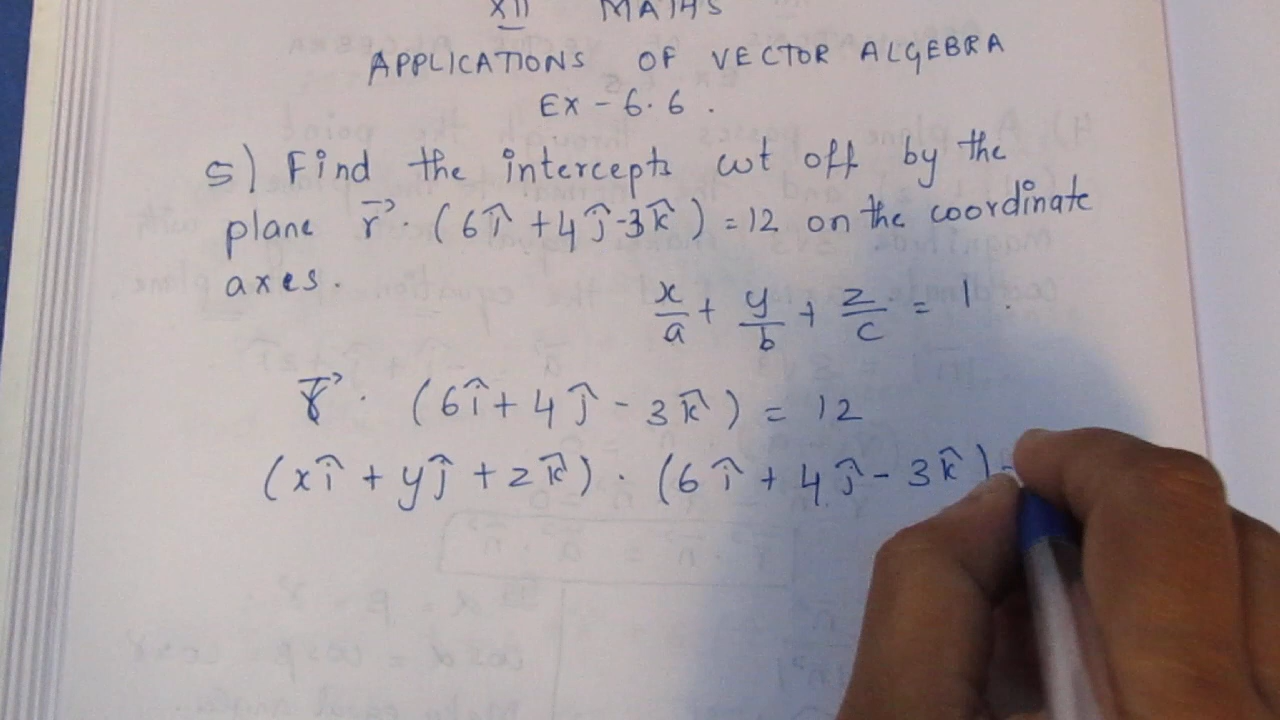 XII MATHS
APPLICATIONS OF VECTOR ALGEBRA
EX - 6.6.
5) Find the intercepts cut off by the
plane r⃗ · (6î + 4ĵ - 3k̂) = 12 on the coordinate
axes.
x/a + y/b + z/c = 1.
r⃗ · (6î + 4ĵ - 3k̂) = 12
(xî + yĵ + zk̂) · (6î + 4ĵ - 3k̂) =